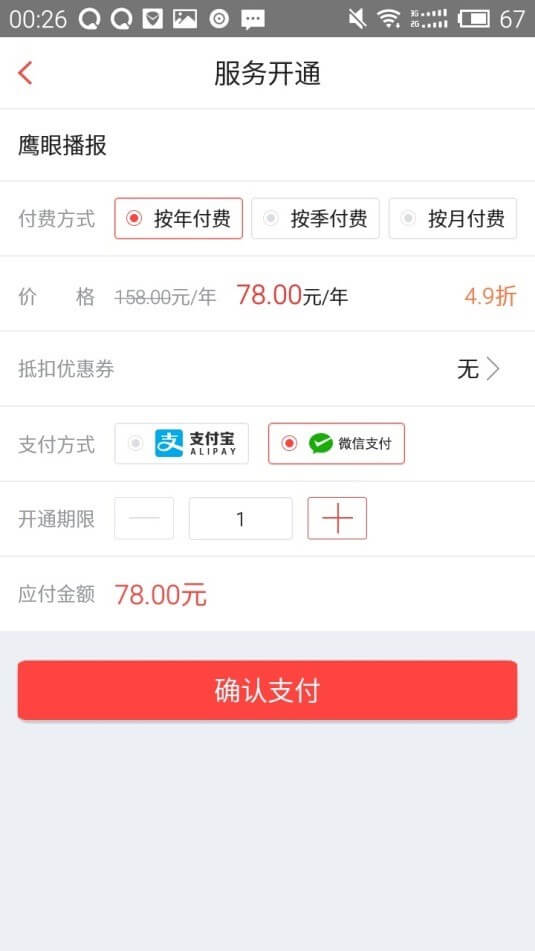 00:26 3G 2G 67
服务开通
鹰眼播报
付费方式 按年付费 按季付费 按月付费
价 格 158.00元/年 78.00元/年 4.9折
抵扣优惠券 无
支付方式 支 支付宝 ALIPAY 微信支付
开通期限 1
应付金额 78.00元
确认支付